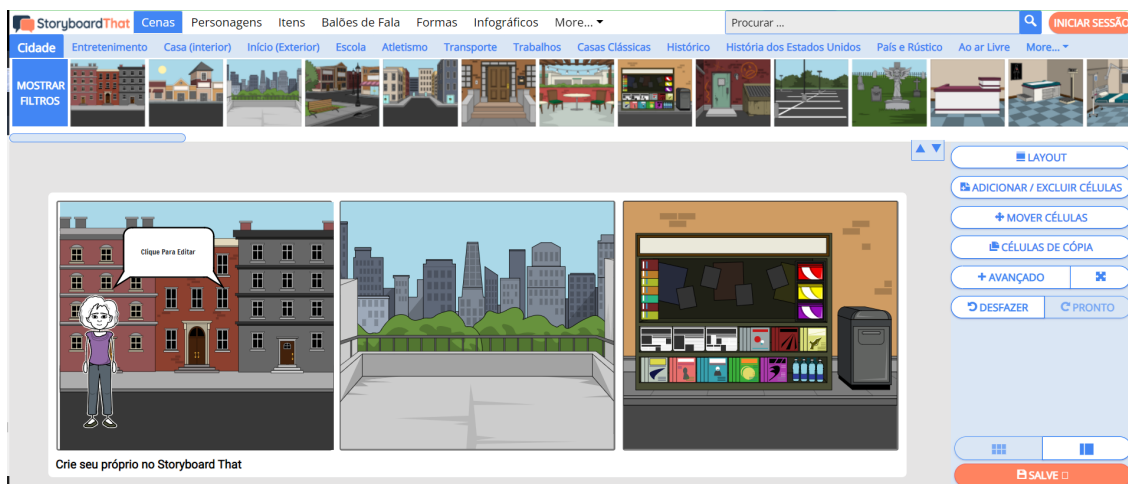 StoryboardThat Cenas Personagens Itens Balões de Fala Formas Infográficos More... Procurar ... INICIAR SESSÃO
Cidade Entretenimento Casa (interior) Início (Exterior) Escola Atletismo Transporte Trabalhos Casas Clássicas Histórico História dos Estados Unidos País e Rústico Ao ar Livre More...
MOSTRAR
FILTROS
LAYOUT
ADICIONAR / EXCLUIR CÉLULAS
MOVER CÉLULAS
CÉLULAS DE CÓPIA
+ AVANÇADO
DESFAZER PRONTO
Clique Para Editar
Crie seu próprio no Storyboard That
SALVE